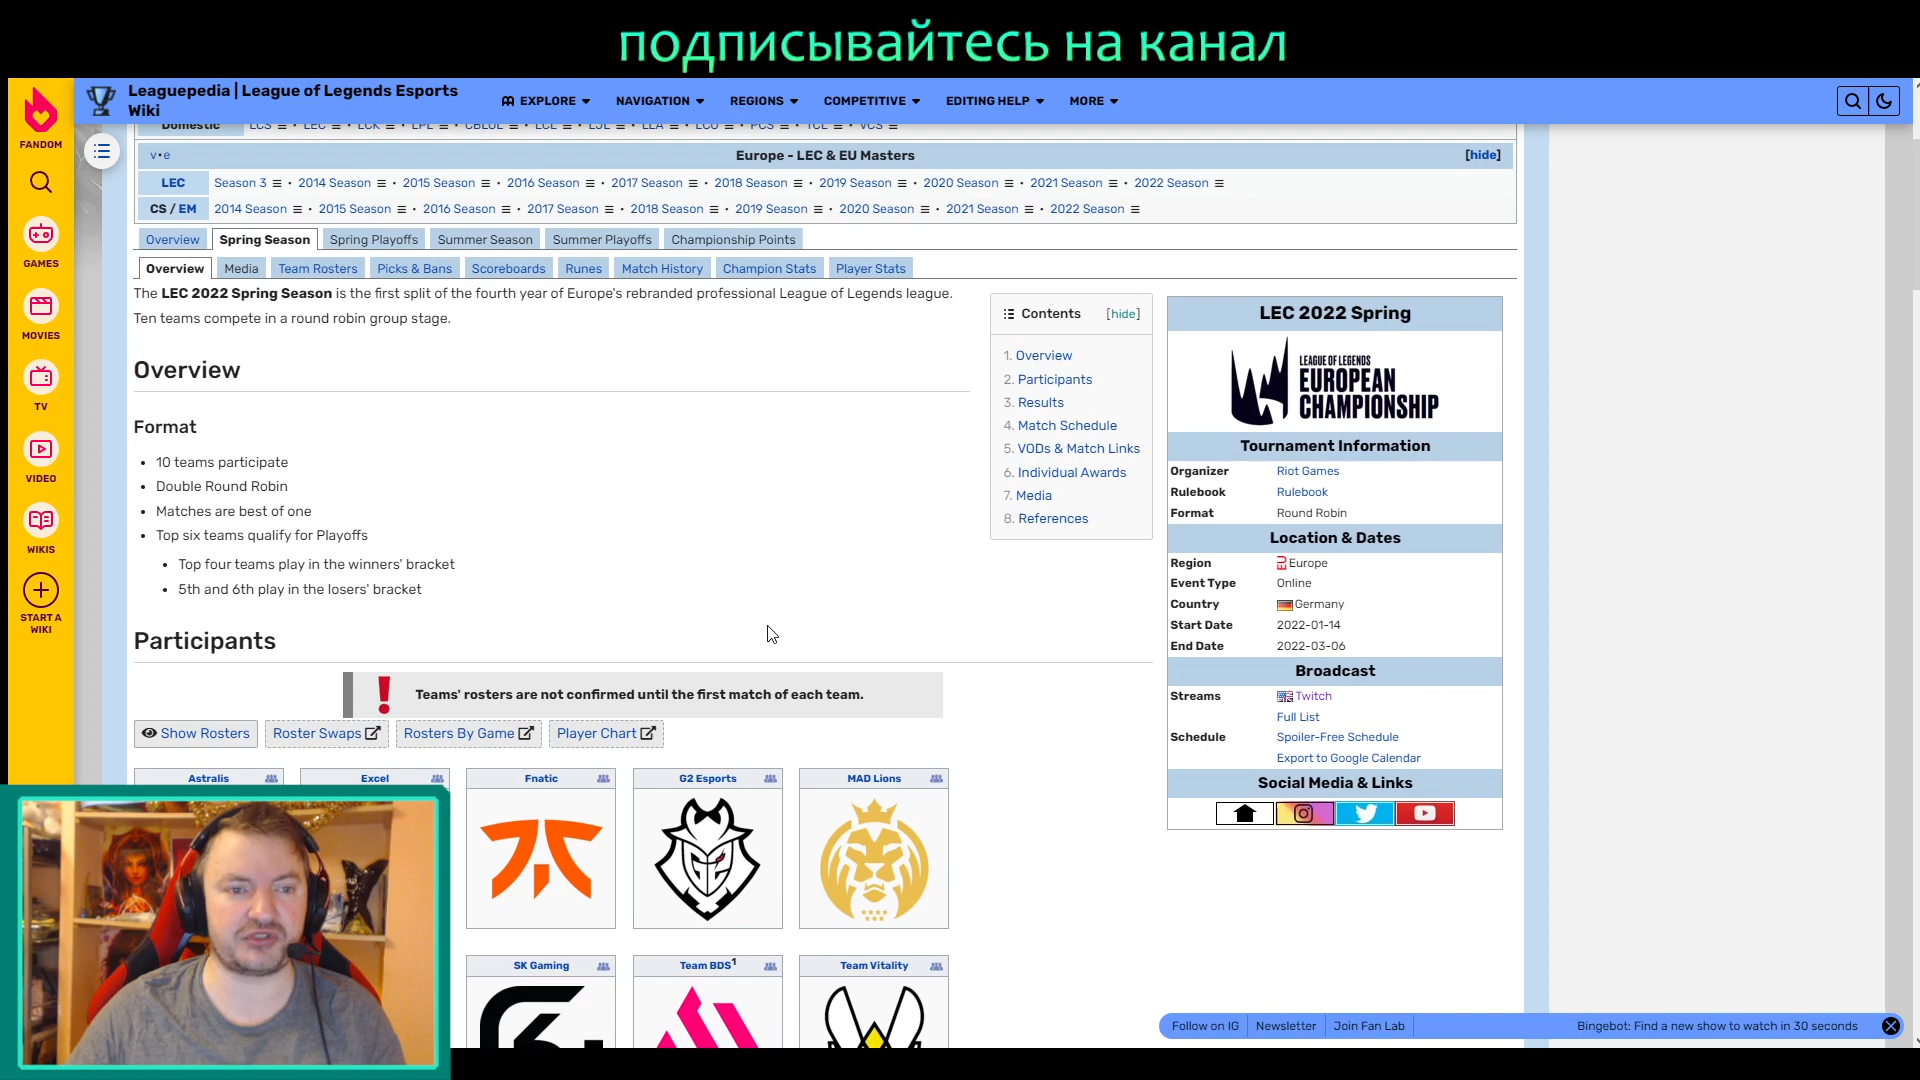 подписывайтесь на канал
Leaguepedia | League of Legends Esports
Wiki
EXPLORE
NAVIGATION
REGIONS
COMPETITIVE
EDITING HELP
MORE
FANDOM
GAMES
MOVIES
TV
VIDEO
WIKIS
START A
WIKI
Domestic LCS LEC LCK LPL CBLOL LCL LJL LLA LCO PCS TCL VCS
v•e Europe - LEC & EU Masters [hide]
LEC Season 3 • 2014 Season • 2015 Season • 2016 Season • 2017 Season • 2018 Season • 2019 Season • 2020 Season • 2021 Season • 2022 Season
CS / EM 2014 Season • 2015 Season • 2016 Season • 2017 Season • 2018 Season • 2019 Season • 2020 Season • 2021 Season • 2022 Season
Overview Spring Season Spring Playoffs Summer Season Summer Playoffs Championship Points
Overview Media Team Rosters Picks & Bans Scoreboards Runes Match History Champion Stats Player Stats
The LEC 2022 Spring Season is the first split of the fourth year of Europe's rebranded professional League of Legends league.
Ten teams compete in a round robin group stage.
Overview
Format
• 10 teams participate
• Double Round Robin
• Matches are best of one
• Top six teams qualify for Playoffs
• Top four teams play in the winners' bracket
• 5th and 6th play in the losers' bracket
Contents [hide]
1. Overview
2. Participants
3. Results
4. Match Schedule
5. VODs & Match Links
6. Individual Awards
7. Media
8. References
LEC 2022 Spring
LEAGUE OF LEGENDS
EUROPEAN
CHAMPIONSHIP
Tournament Information
Organizer Riot Games
Rulebook Rulebook
Format Round Robin
Location & Dates
Region Europe
Event Type Online
Country Germany
Start Date 2022-01-14
End Date 2022-03-06
Broadcast
Streams Twitch
Full List
Schedule Spoiler-Free Schedule
Export to Google Calendar
Social Media & Links
Participants
Teams' rosters are not confirmed until the first match of each team.
Show Rosters Roster Swaps Rosters By Game Player Chart
Astralis Excel Fnatic G2 Esports MAD Lions
SK Gaming Team BDS1 Team Vitality
Follow on IG Newsletter Join Fan Lab Bingebot: Find a new show to watch in 30 seconds